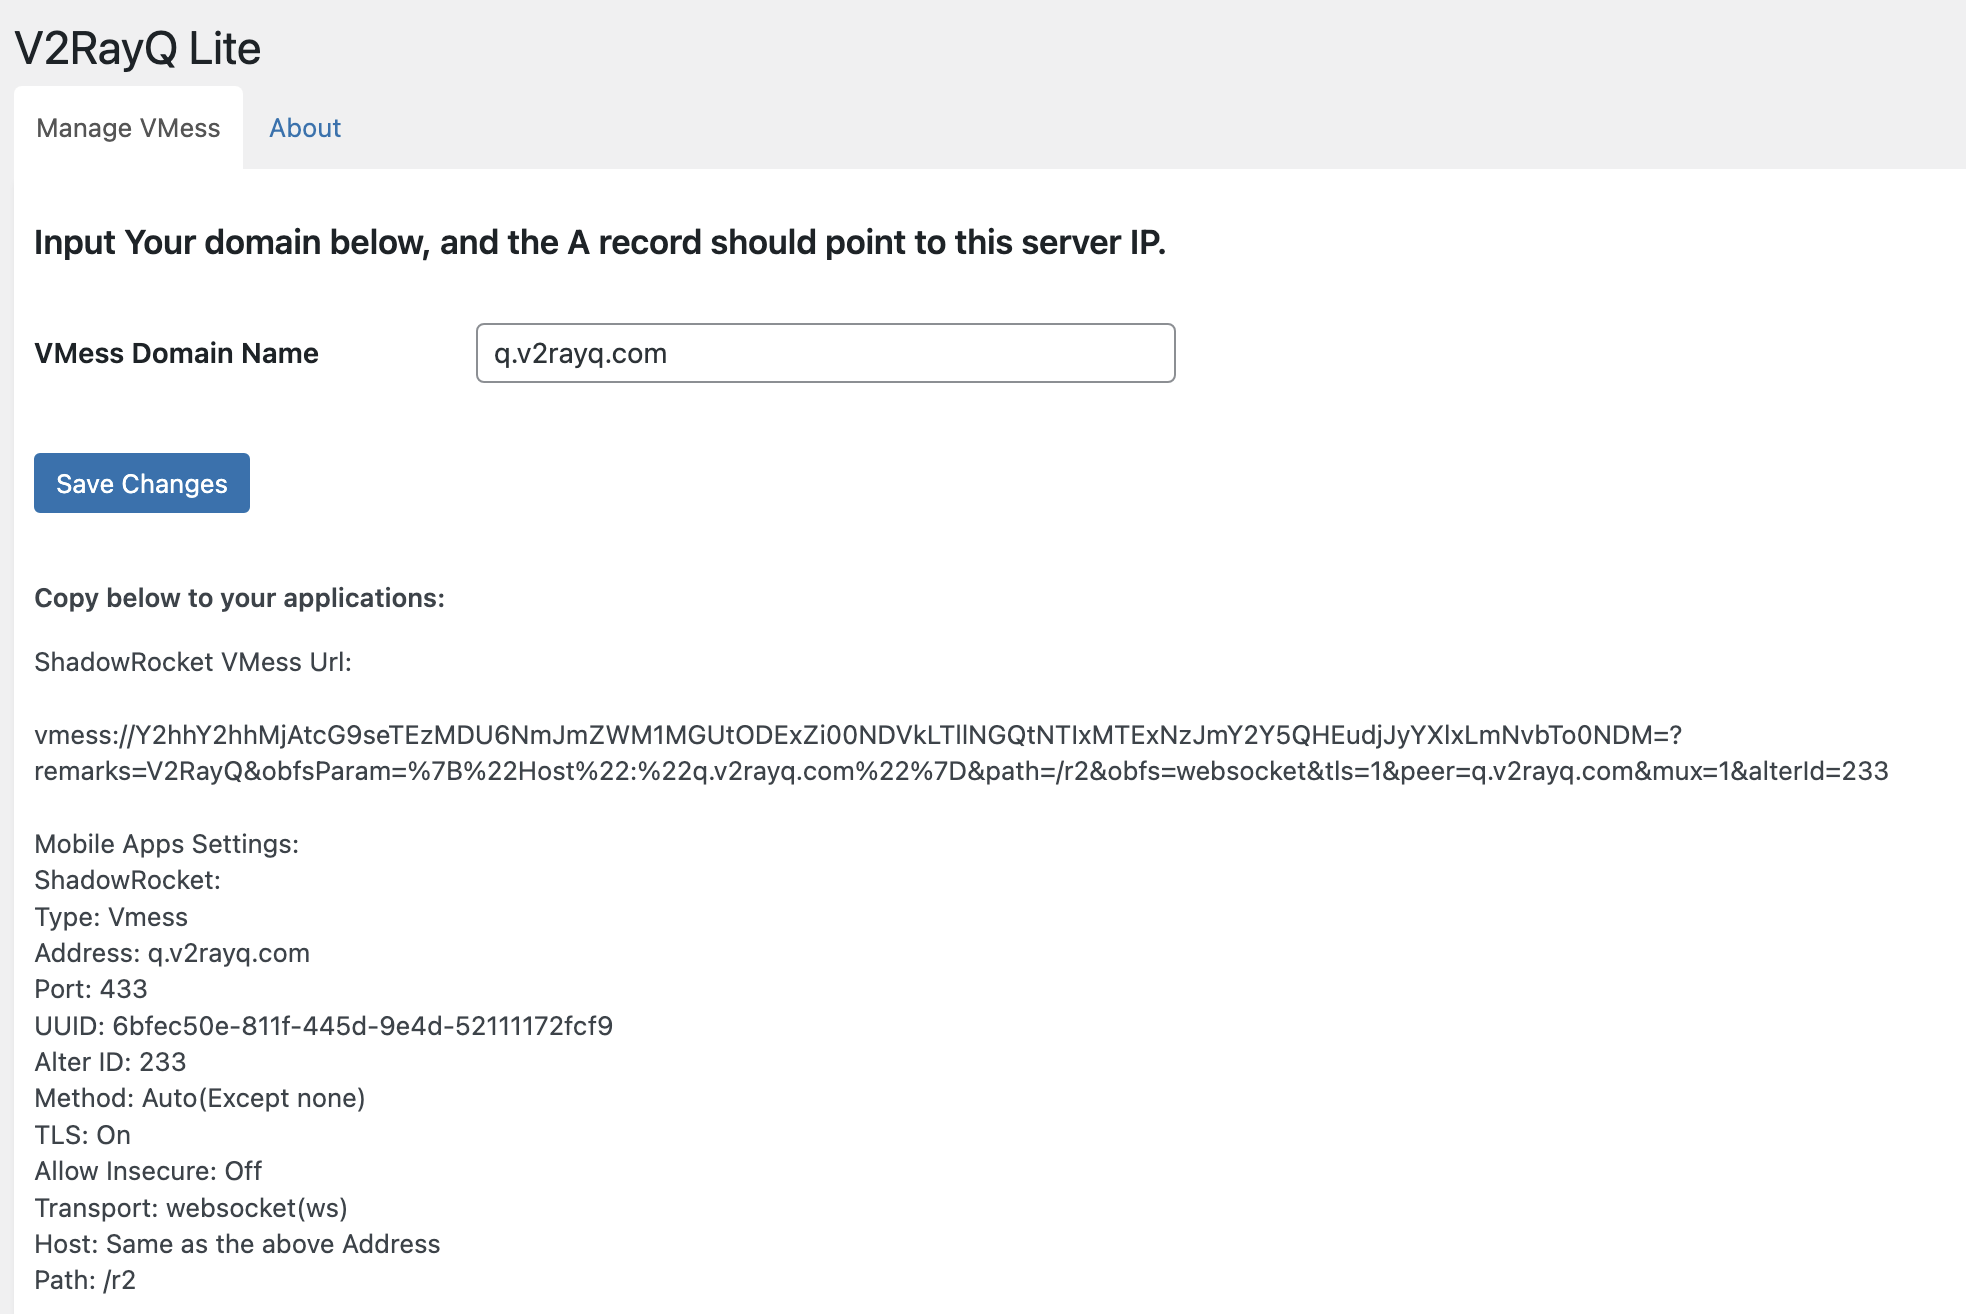 V2RayQ Lite
Manage VMess
About
Input Your domain below, and the A record should point to this server IP.
VMess Domain Name
q.v2rayq.com
Save Changes
Copy below to your applications:
ShadowRocket VMess Url:
vmess://Y2hhY2hhMjAtcG9seTEzMDU6NmJmZWM1MGUtODExZi00NDVkLTllNGQtNTIxMTExNzJmY2Y5QHEudjJyYXlxLmNvbTo0NDM=?
remarks=V2RayQ&obfsParam=%7B%22Host%22:%22q.v2rayq.com%22%7D&path=/r2&obfs=websocket&tls=1&peer=q.v2rayq.com&mux=1&alterId=233
Mobile Apps Settings:
ShadowRocket:
Type: Vmess
Address: q.v2rayq.com
Port: 433
UUID: 6bfec50e-811f-445d-9e4d-52111172fcf9
Alter ID: 233
Method: Auto(Except none)
TLS: On
Allow Insecure: Off
Transport: websocket(ws)
Host: Same as the above Address
Path: /r2